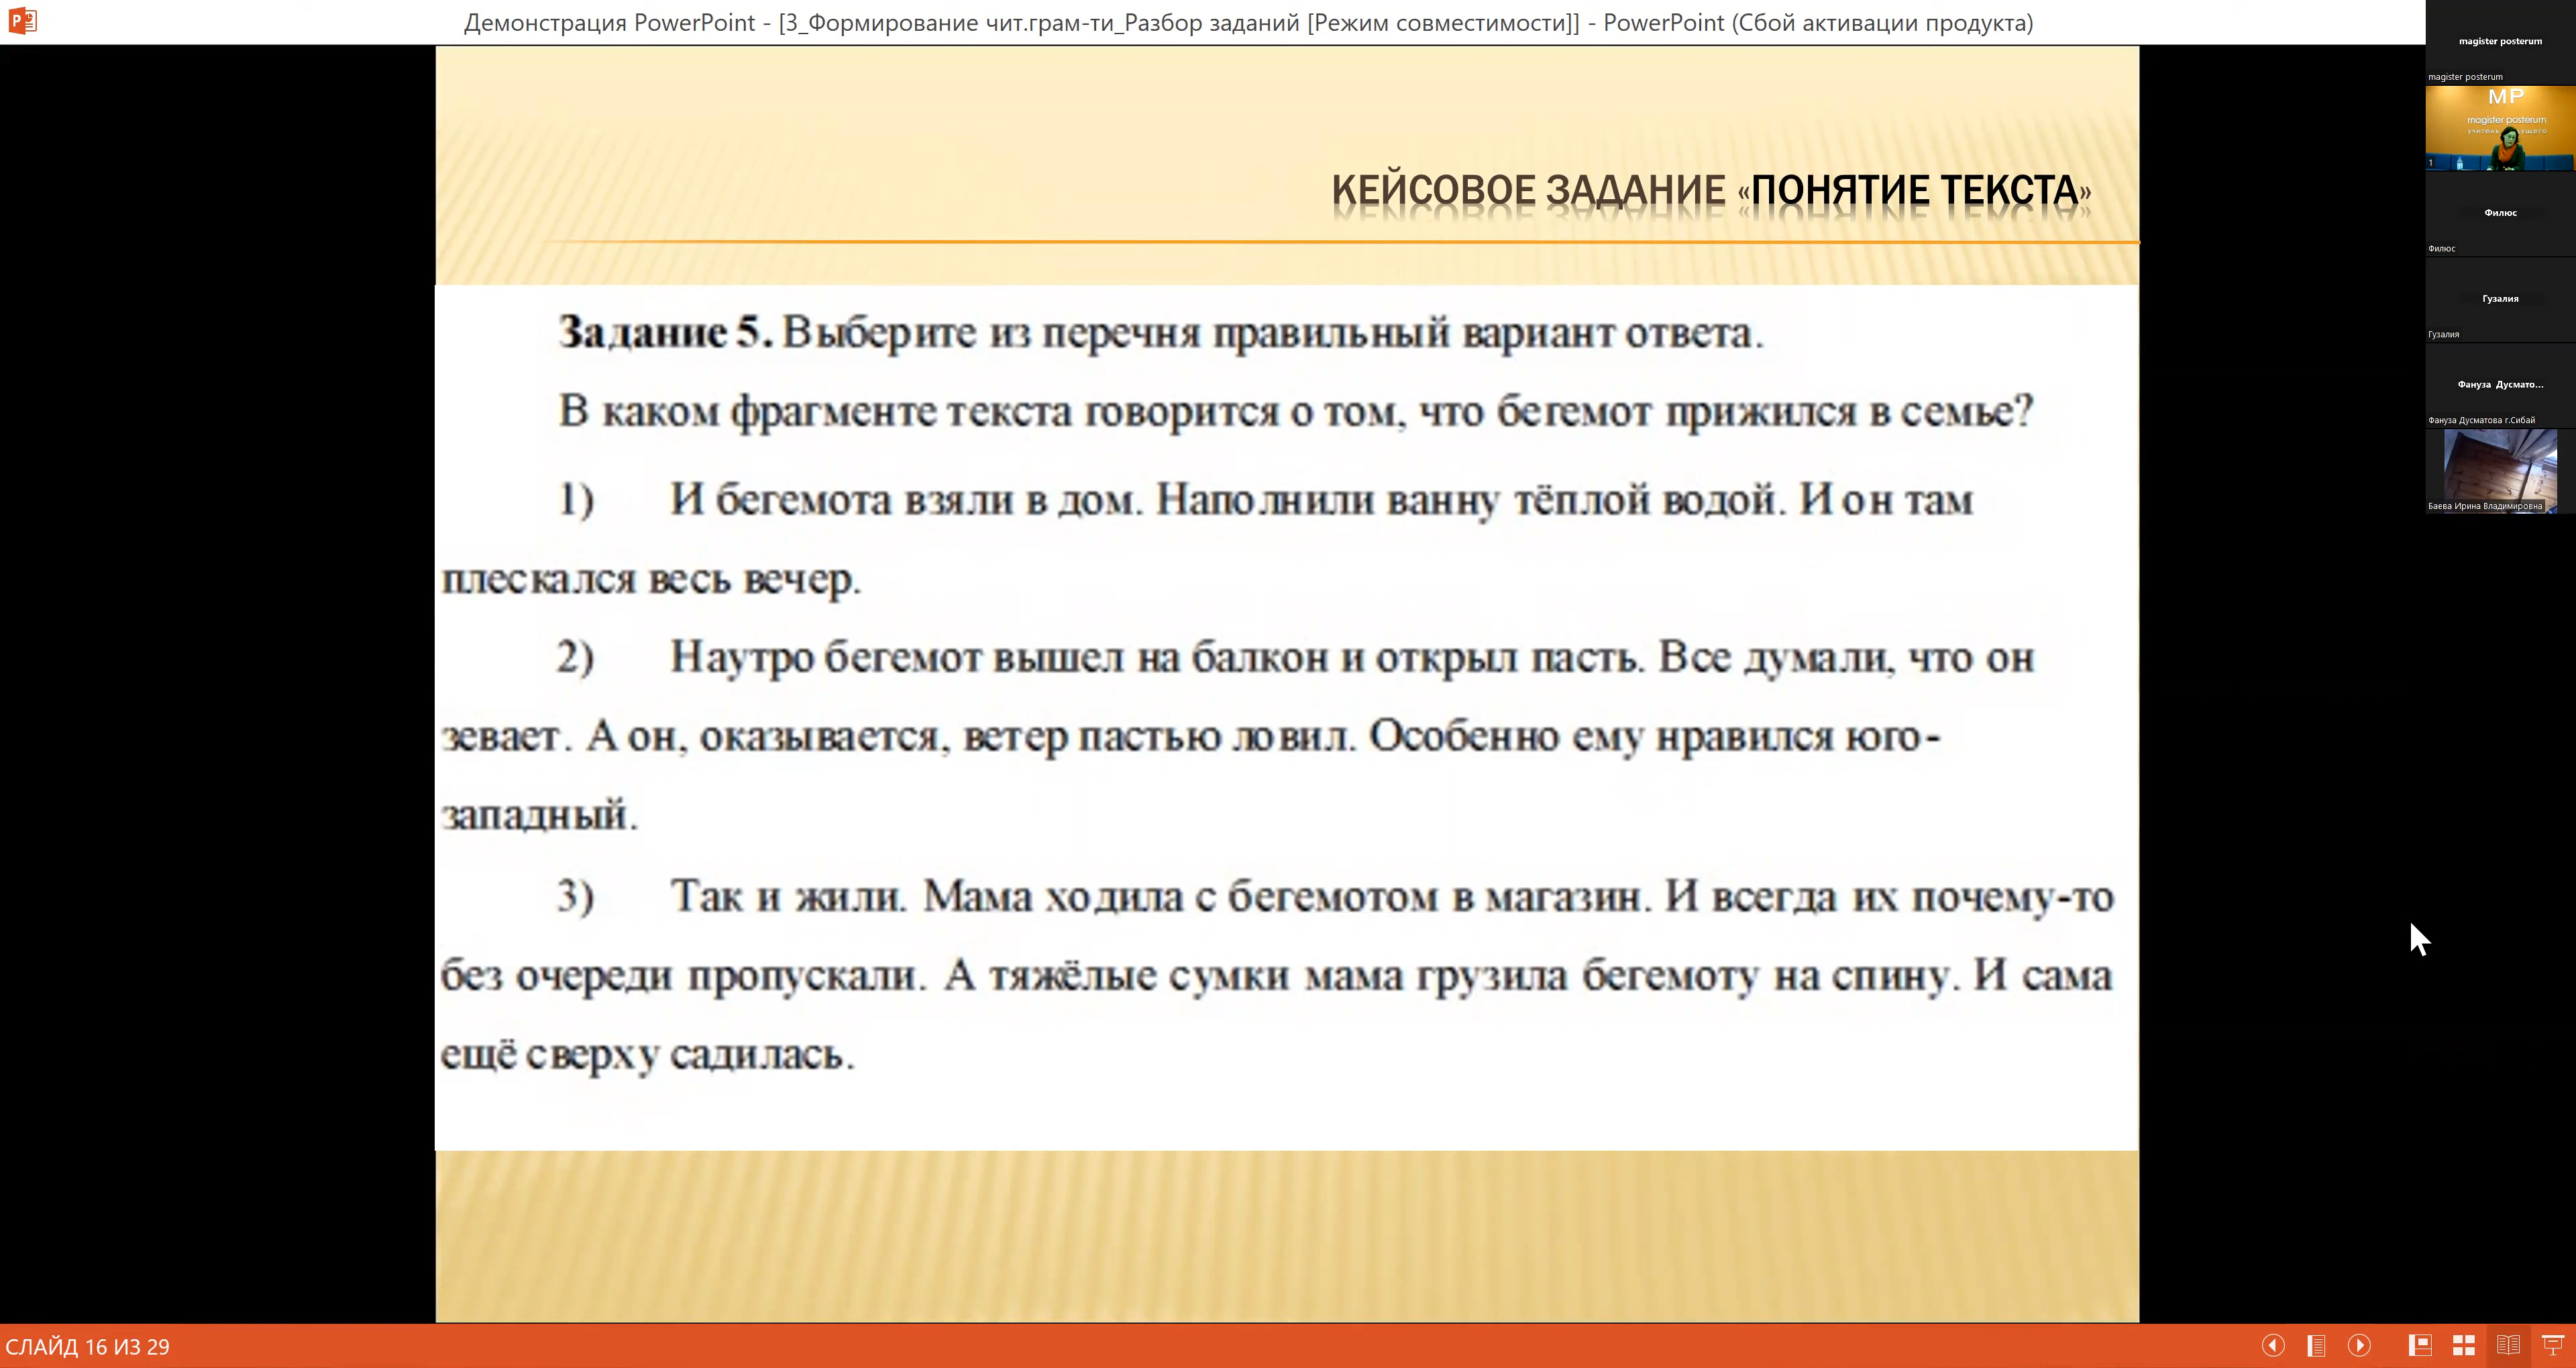 Демонстрация PowerPoint - [3_Формирование чит.грам-ти_Разбор заданий [Режим совместимости]] - PowerPoint (Сбой активации продукта)
КЕЙСОВОЕ ЗАДАНИЕ «ПОНЯТИЕ ТЕКСТА»
Задание 5. Выберите из перечня правильный вариант ответа.
В каком фрагменте текста говорится о том, что бегемот прижился в семье?
1) И бегемота взяли в дом. Наполнили ванну тёплой водой. И он там
плескался весь вечер.
2) Наутро бегемот вышел на балкон и открыл пасть. Все думали, что он
зевает. А он, оказывается, ветер пастью ловил. Особенно ему нравился юго-
западный.
3) Так и жили. Мама ходила с бегемотом в магазин. И всегда их почему-то
без очереди пропускали. А тяжёлые сумки мама грузила бегемоту на спину. И сама
ещё сверху садилась.
СЛАЙД 16 ИЗ 29
magister posterum
magister posterum
MP
magister posterum
1
Филюс
Филюс
Гузалия
Гузалия
Фануза Дусмато...
Фануза Дусматова г.Сибай
Баева Ирина Владимировна